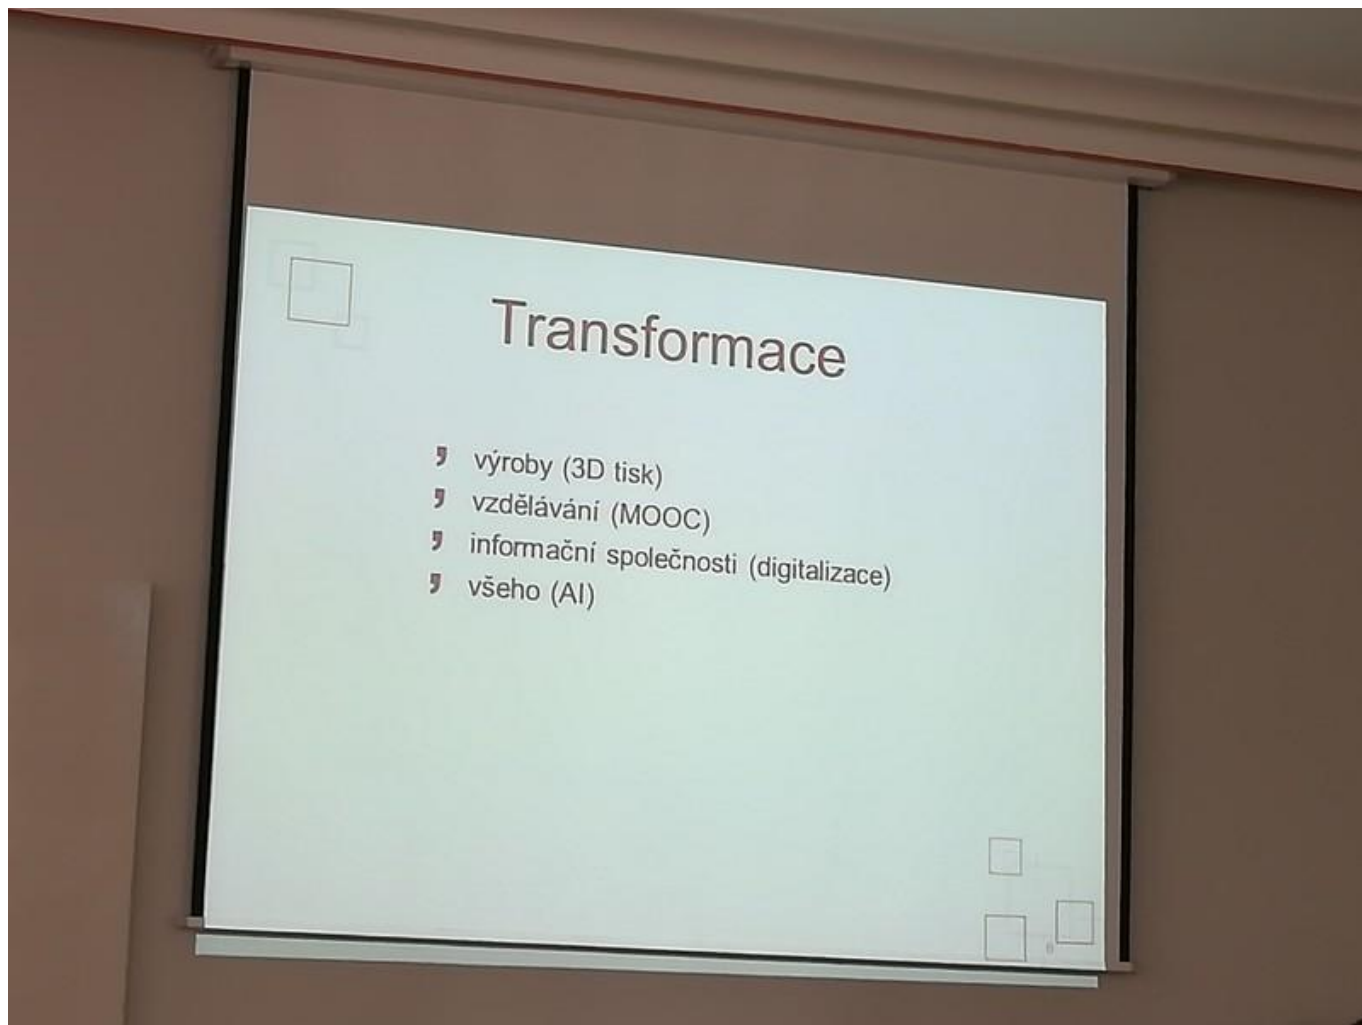 Transformace
výroby (3D tisk)
vzdělávání (MOOC)
informační společnosti (digitalizace)
všeho (AI)